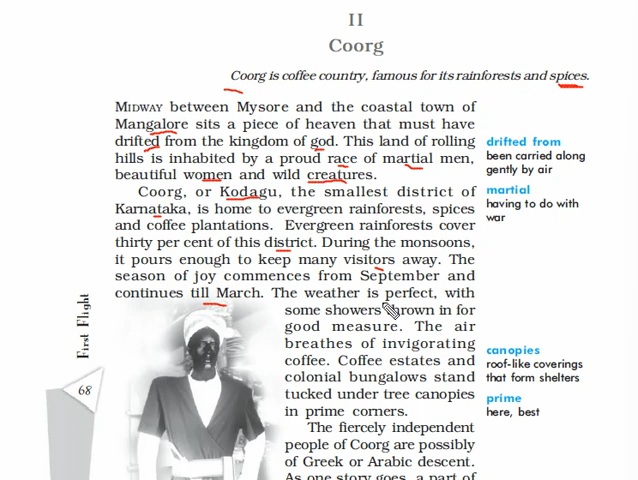 II
Coorg
Coorg is coffee country, famous for its rainforests and spices.
MIDWAY between Mysore and the coastal town of
Mangalore sits a piece of heaven that must have
drifted from the kingdom of god. This land of rolling
hills is inhabited by a proud race of martial men,
beautiful women and wild creatures.
Coorg, or Kodagu, the smallest district of
Karnataka, is home to evergreen rainforests, spices
and coffee plantations. Evergreen rainforests cover
thirty per cent of this district. During the monsoons,
it pours enough to keep many visitors away. The
season of joy commences from September and
continues till March. The weather is perfect, with
some showers thrown in for
good measure. The air
breathes of invigorating
coffee. Coffee estates and
colonial bungalows stand
tucked under tree canopies
in prime corners.
The fiercely independent
people of Coorg are possibly
of Greek or Arabic descent.
As one story goes, a part of
drifted from
been carried along
gently by air
martial
having to do with
war
canopies
roof-like coverings
that form shelters
prime
here, best
First Flight
68